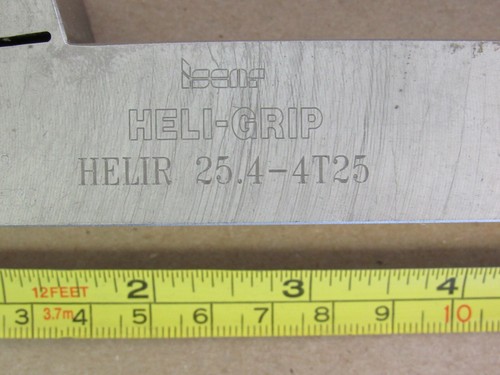 Iscar
HELI-GRIP
HELIR 25.4-4T25
12FEET 2 3 4
3 3.7m 4 5 6 7 8 9 10